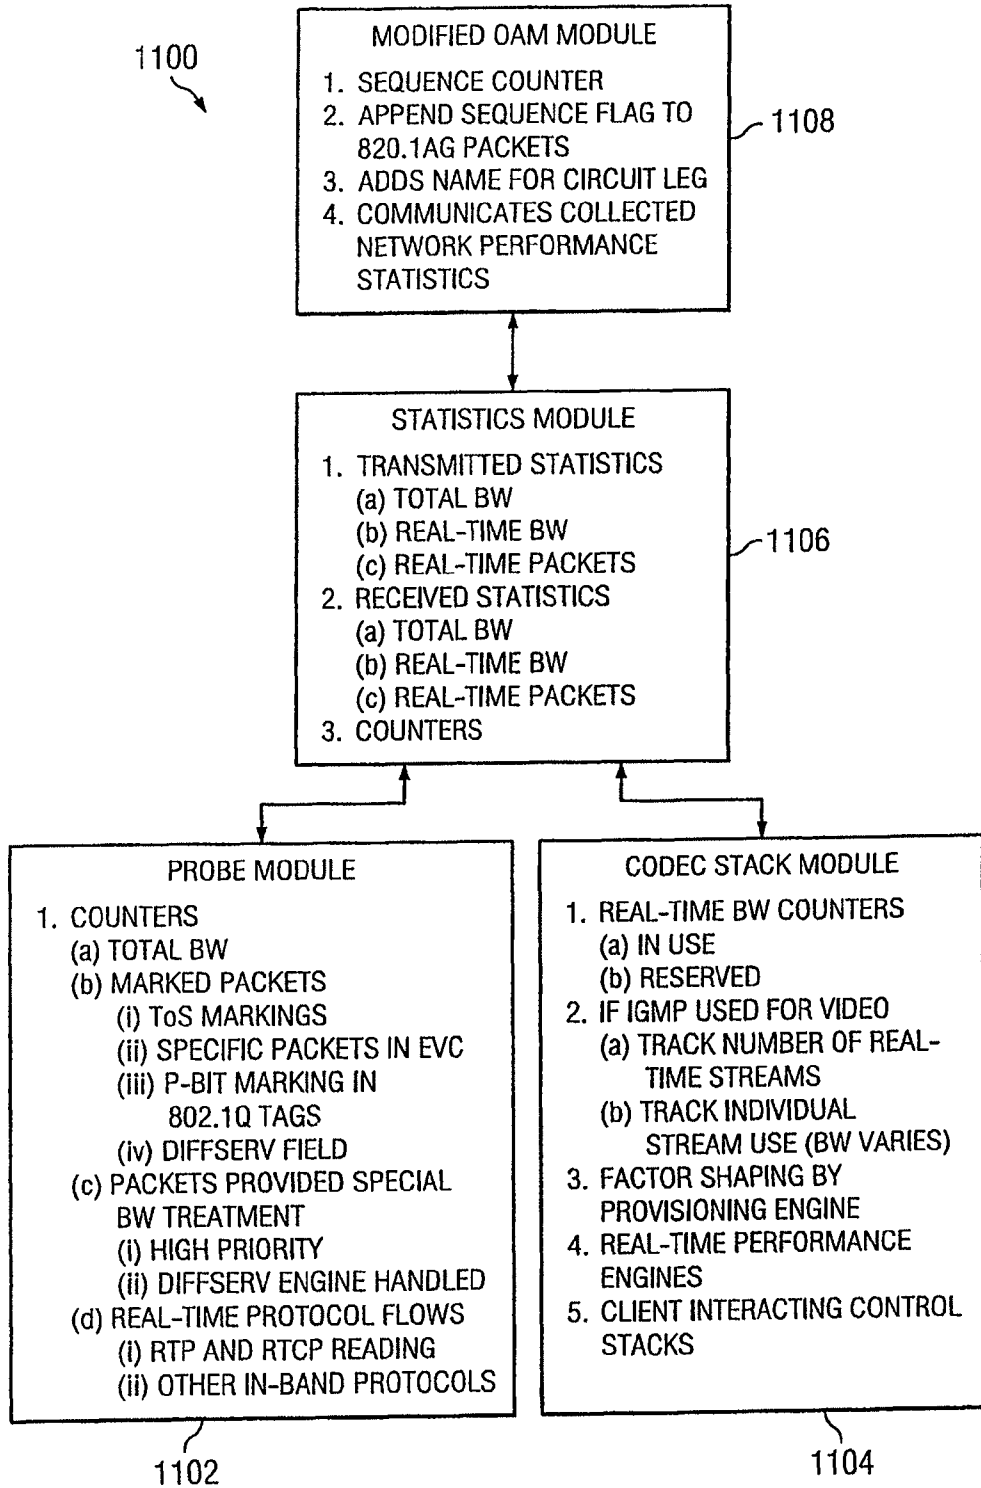 1100
MODIFIED OAM MODULE
1. SEQUENCE COUNTER
2. APPEND SEQUENCE FLAG TO
820.1AG PACKETS
3. ADDS NAME FOR CIRCUIT LEG
4. COMMUNICATES COLLECTED
NETWORK PERFORMANCE
STATISTICS
1108
STATISTICS MODULE
1. TRANSMITTED STATISTICS
(a) TOTAL BW
(b) REAL-TIME BW
(c) REAL-TIME PACKETS
2. RECEIVED STATISTICS
(a) TOTAL BW
(b) REAL-TIME BW
(c) REAL-TIME PACKETS
3. COUNTERS
1106
PROBE MODULE
1. COUNTERS
(a) TOTAL BW
(b) MARKED PACKETS
(i) ToS MARKINGS
(ii) SPECIFIC PACKETS IN EVC
(iii) P-BIT MARKING IN
802.1Q TAGS
(iv) DIFFSERV FIELD
(c) PACKETS PROVIDED SPECIAL
BW TREATMENT
(i) HIGH PRIORITY
(ii) DIFFSERV ENGINE HANDLED
(d) REAL-TIME PROTOCOL FLOWS
(i) RTP AND RTCP READING
(ii) OTHER IN-BAND PROTOCOLS
1102
CODEC STACK MODULE
1. REAL-TIME BW COUNTERS
(a) IN USE
(b) RESERVED
2. IF IGMP USED FOR VIDEO
(a) TRACK NUMBER OF REAL-
TIME STREAMS
(b) TRACK INDIVIDUAL
STREAM USE (BW VARIES)
3. FACTOR SHAPING BY
PROVISIONING ENGINE
4. REAL-TIME PERFORMANCE
ENGINES
5. CLIENT INTERACTING CONTROL
STACKS
1104